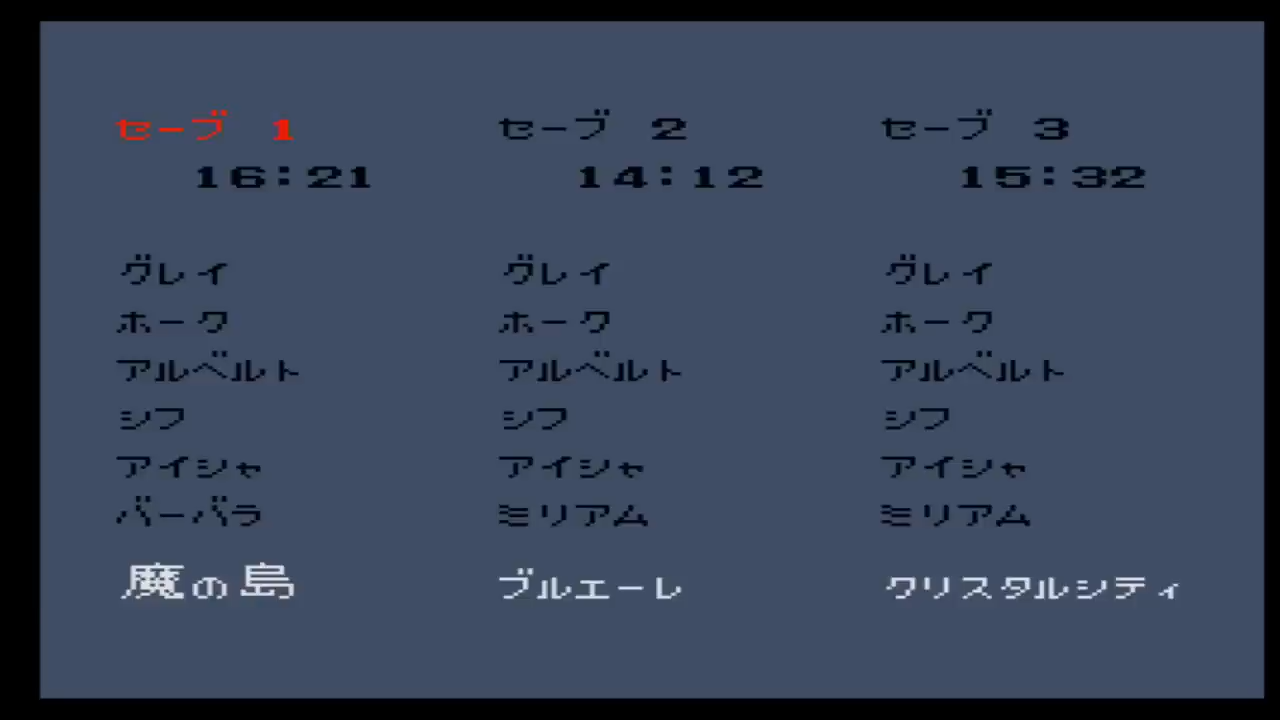 セーブ 1
16:21
グレイ
ホーク
アルベルト
シフ
アイシャ
バーバラ
魔の島
セーブ 2
14:12
グレイ
ホーク
アルベルト
シフ
アイシャ
ミリアム
ブルエーレ
セーブ 3
15:32
グレイ
ホーク
アルベルト
シフ
アイシャ
ミリアム
クリスタルシティ